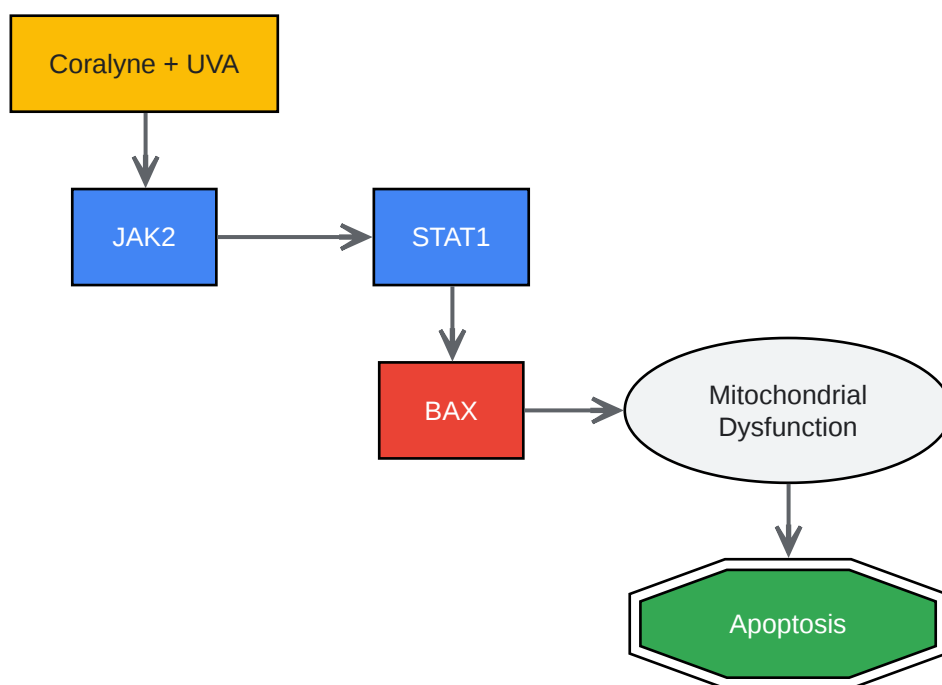 Coralyne + UVA
JAK2
STAT1
BAX
Mitochondrial
Dysfunction
Apoptosis